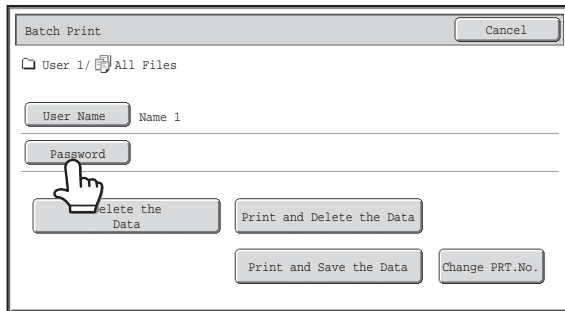 Batch Print
Cancel
User 1/ All Files
User Name Name 1
Password
elete the
Data
Print and Delete the Data
Print and Save the Data
Change PRT.No.